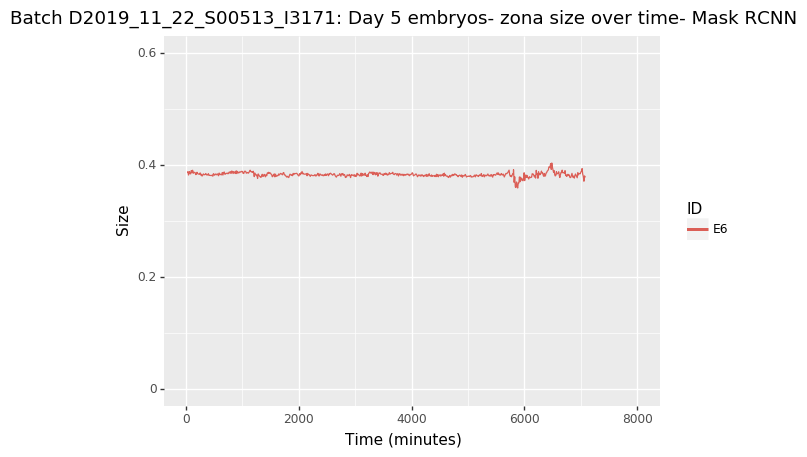 Batch D2019_11_22_S00513_I3171: Day 5 embryos- zona size over time- Mask RCNN
0.6
0.4
0.2
0
Size
0 2000 4000 6000 8000
Time (minutes)
ID
E6